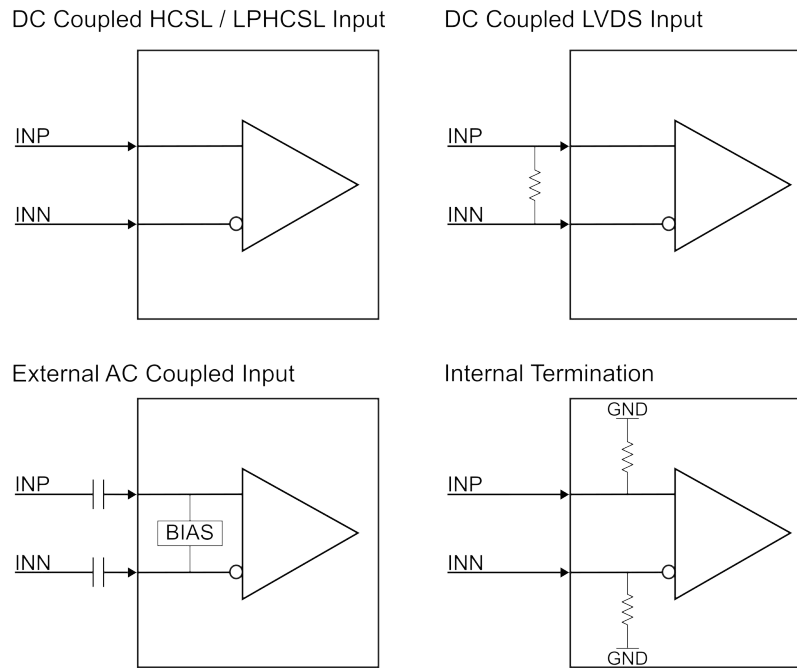 DC Coupled HCSL / LPHCSL Input
INP
INN
DC Coupled LVDS Input
INP
INN
External AC Coupled Input
INP
BIAS
INN
Internal Termination
GND
INP
INN
GND